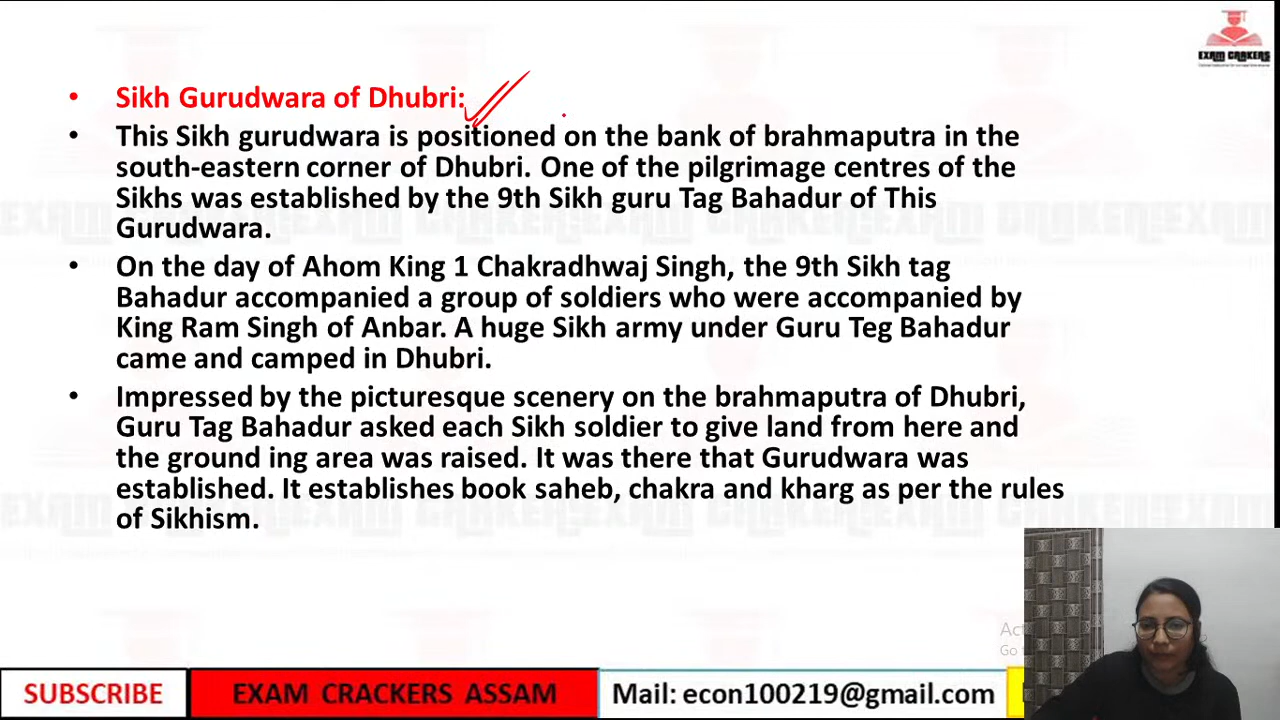 EXAM CRAKERS
• Sikh Gurudwara of Dhubri:
• This Sikh gurudwara is positioned on the bank of brahmaputra in the
south-eastern corner of Dhubri. One of the pilgrimage centres of the
Sikhs was established by the 9th Sikh guru Tag Bahadur of This
Gurudwara.
• On the day of Ahom King 1 Chakradhwaj Singh, the 9th Sikh tag
Bahadur accompanied a group of soldiers who were accompanied by
King Ram Singh of Anbar. A huge Sikh army under Guru Teg Bahadur
came and camped in Dhubri.
• Impressed by the picturesque scenery on the brahmaputra of Dhubri,
Guru Tag Bahadur asked each Sikh soldier to give land from here and
the ground ing area was raised. It was there that Gurudwara was
established. It establishes book saheb, chakra and kharg as per the rules
of Sikhism.
SUBSCRIBE
EXAM CRACKERS ASSAM
Mail: econ100219@gmail.com